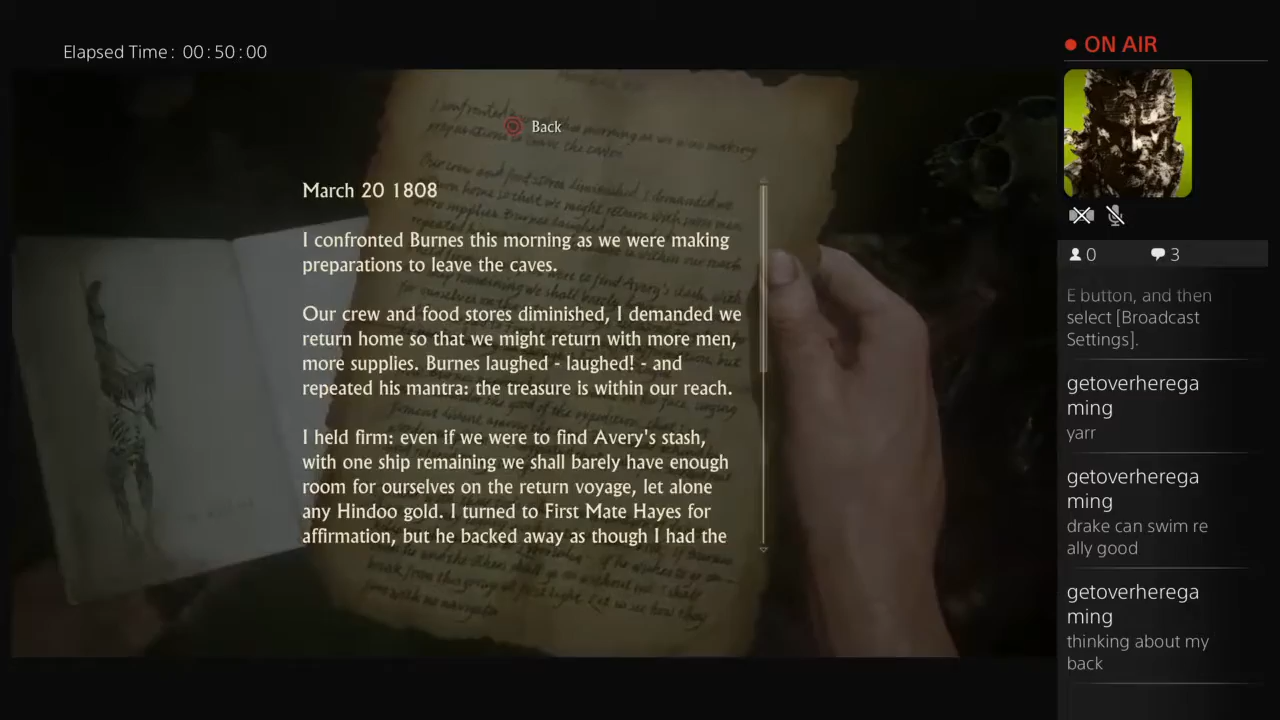 Elapsed Time: 00:50:00
ON AIR
Back
March 20 1808
I confronted Burnes this morning as we were making
preparations to leave the caves.
Our crew and food stores diminished, I demanded we
return home so that we might return with more men,
more supplies. Burnes laughed - laughed! - and
repeated his mantra: the treasure is within our reach.
I held firm: even if we were to find Avery's stash,
with one ship remaining we shall barely have enough
room for ourselves on the return voyage, let alone
any Hindoo gold. I turned to First Mate Hayes for
affirmation, but he backed away as though I had the
0
3
E button, and then
select [Broadcast
Settings].
getoverherega
ming
yarr
getoverherega
ming
drake can swim re
ally good
getoverherega
ming
thinking about my
back